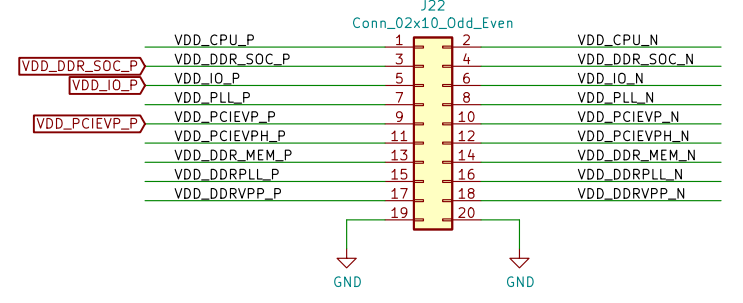 J22
Conn_02x10_Odd_Even
VDD_CPU_P 1 2 VDD_CPU_N
VDD_DDR_SOC_P VDD_DDR_SOC_P 3 4 VDD_DDR_SOC_N
VDD_IO_P VDD_IO_P 5 6 VDD_IO_N
VDD_PLL_P 7 8 VDD_PLL_N
VDD_PCIEVP_P VDD_PCIEVP_P 9 10 VDD_PCIEVP_N
VDD_PCIEVPH_P 11 12 VDD_PCIEVPH_N
VDD_DDR_MEM_P 13 14 VDD_DDR_MEM_N
VDD_DDRPLL_P 15 16 VDD_DDRPLL_N
VDD_DDRVPP_P 17 18 VDD_DDRVPP_N
19 20
GND GND